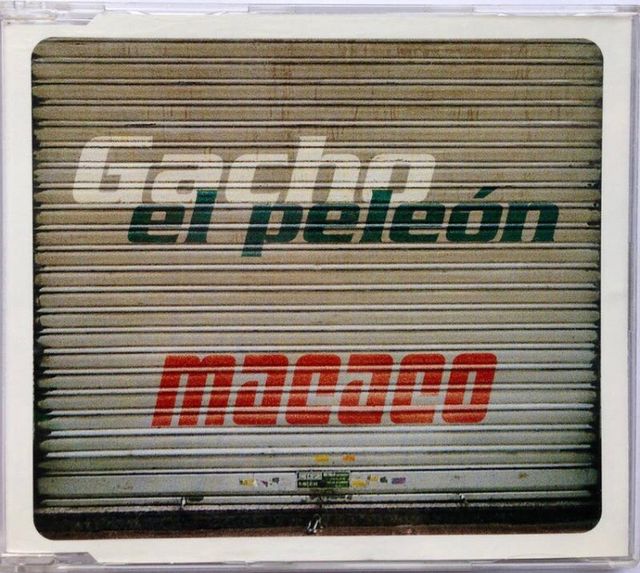 Gacho
el peleón
macaco